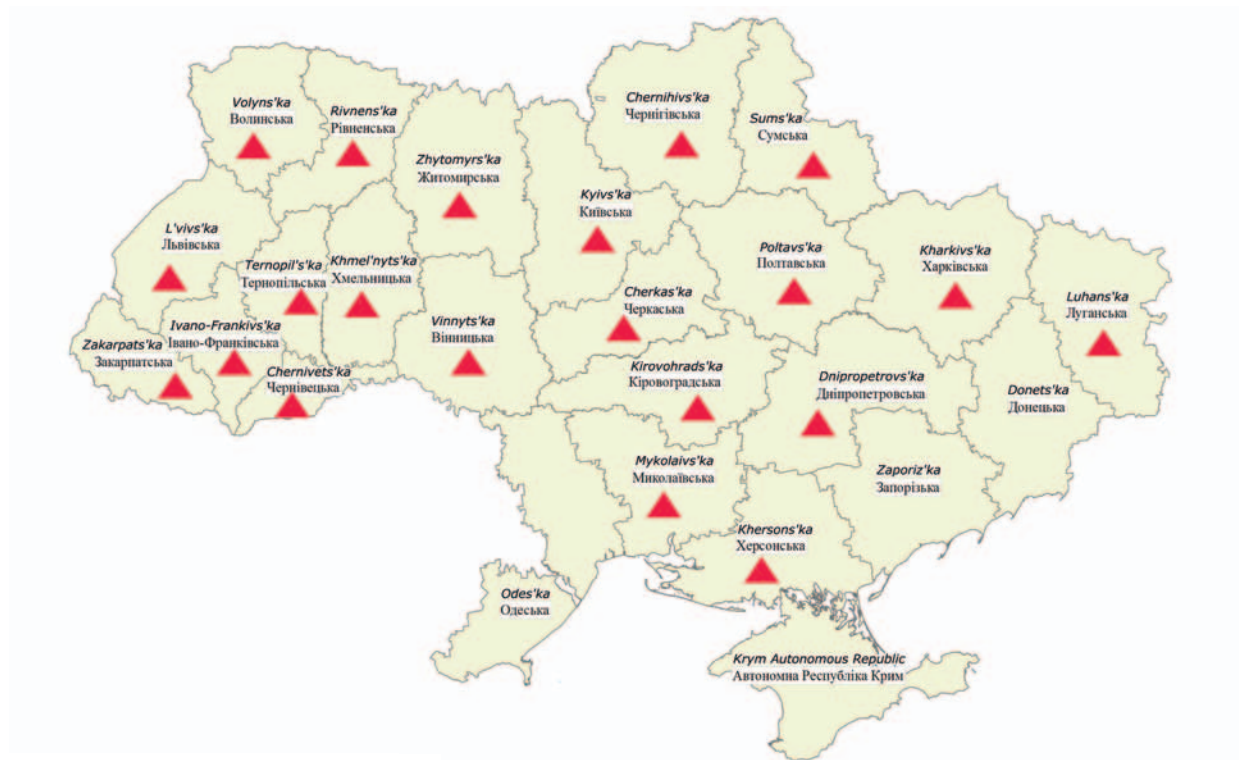 Volyns'ka
Волинська
Rivnens'ka
Рівненська
Zhytomyrs'ka
Житомирська
Chernihivs'ka
Чернігівська
Sums'ka
Сумська
Kyivs'ka
Київська
L'vivs'ka
Львівська
Ternopil's'ka
Тернопільська
Khmel'nyts'ka
Хмельницька
Poltavs'ka
Полтавська
Kharkivs'ka
Харківська
Luhans'ka
Луганська
Cherkas'ka
Черкаська
Vinnyts'ka
Вінницька
Ivano-Frankivs'ka
Івано-Франківська
Zakarpats'ka
Закарпатська
Chernivets'ka
Чернівецька
Kirovohrads'ka
Кіровоградська
Dnipropetrovs'ka
Дніпропетровська
Donets'ka
Донецька
Mykolaivs'ka
Миколаївська
Zaporiz'ka
Запорізька
Khersons'ka
Херсонська
Odes'ka
Одеська
Krym Autonomous Republic
Автономна Республіка Крим